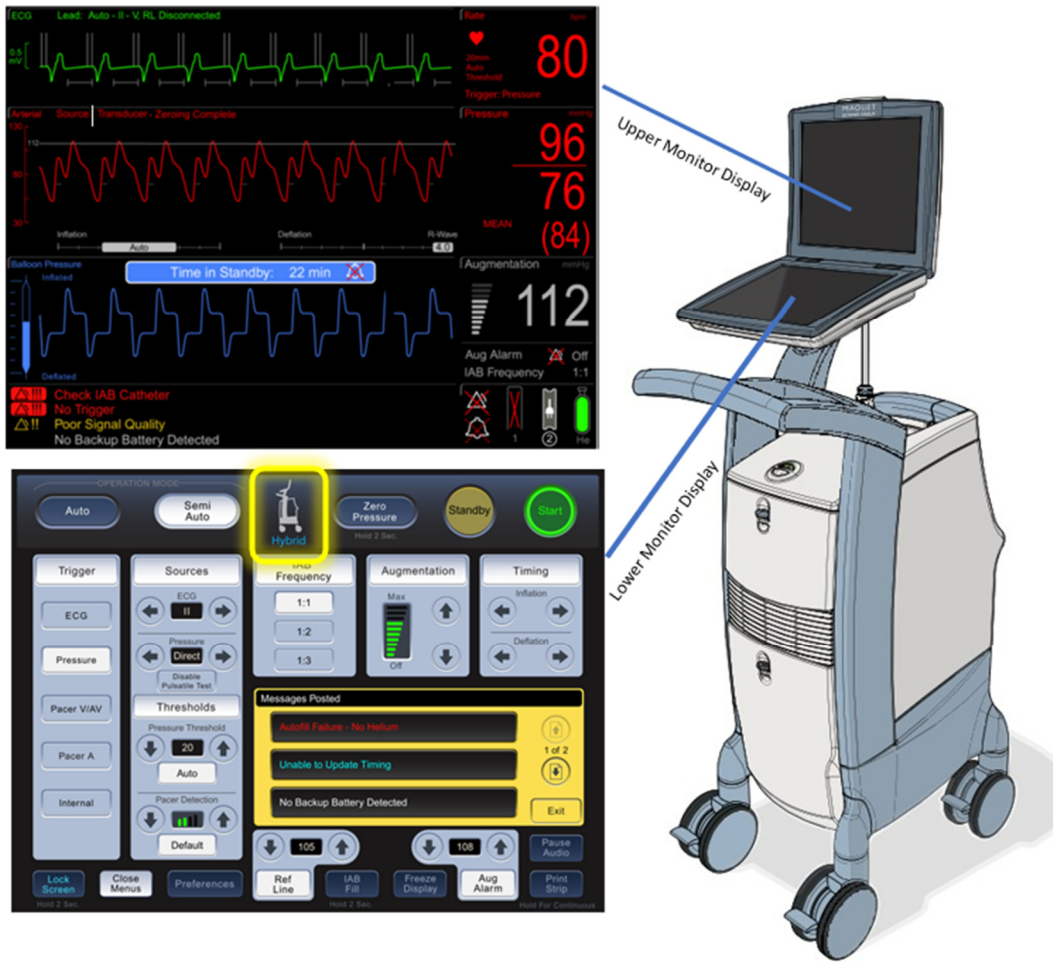 ECG Lead: Auto - II - V, RL Disconnected
0.5
mV
Rate bpm
80
20mm
Auto
Threshold
Trigger: Pressure
Arterial Source Transducer - Zeroing Complete
130
112
80
30
Pressure mmHg
96
76
MEAN
(84)
Inflation
Auto
Deflation
R-Wave
4.0
Balloon Pressure
Inflated
Time in Standby: 22 min
Deflated
Augmentation mmHg
112
Aug Alarm Off
IAB Frequency 1:1
!!! Check IAB Catheter
!!! No Trigger
!! Poor Signal Quality
No Backup Battery Detected
1
2
He
Upper Monitor Display
MAQUET
GETINGE GROUP
Lower Monitor Display
OPERATION MODE
Auto
Semi
Auto
Hybrid
Zero
Pressure
Hold 2 Sec.
Standby
Start
Trigger
ECG
Pressure
Pacer V/AV
Pacer A
Internal
Sources
ECG
II
Pressure
Direct
Disable
Pulsatile Test
Thresholds
Pressure Threshold
20
Auto
Pacer Detection
Default
IAB
Frequency
1:1
1:2
1:3
Augmentation
Max
Off
Timing
Inflation
Deflation
Messages Posted
Autofill Failure - No Helium
Unable to Update Timing
No Backup Battery Detected
1 of 2
Exit
105
108
Pause
Audio
Lock
Screen
Hold 2 Sec.
Close
Menus
Preferences
Ref
Line
IAB
Fill
Hold 2 Sec.
Freeze
Display
Aug
Alarm
Print
Strip
Hold For Continuous